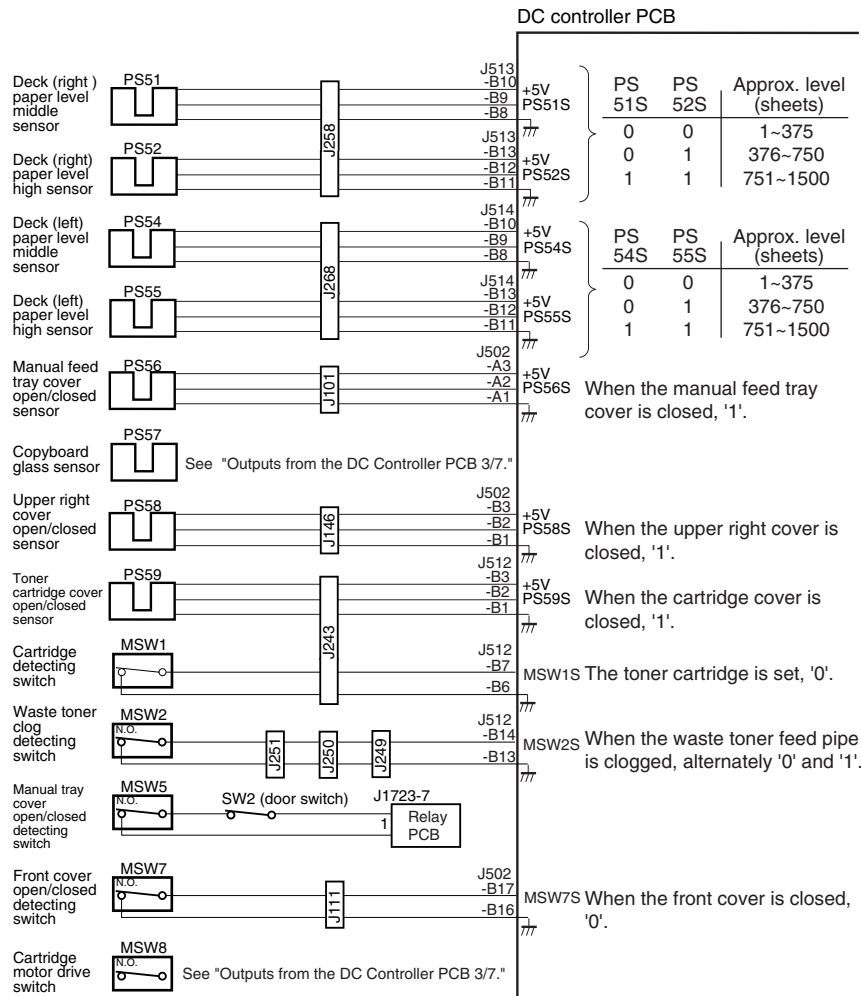 DC controller PCB
Deck (right )
paper level
middle
sensor
PS51
J258
J513
-B10
-B9
-B8
+5V
PS51S
PS PS Approx. level
51S 52S (sheets)
0 0 1~375
0 1 376~750
1 1 751~1500
Deck (right)
paper level
high sensor
PS52
J513
-B13
-B12
-B11
+5V
PS52S
Deck (left)
paper level
middle
sensor
PS54
J268
J514
-B10
-B9
-B8
+5V
PS54S
PS PS Approx. level
54S 55S (sheets)
0 0 1~375
0 1 376~750
1 1 751~1500
Deck (left)
paper level
high sensor
PS55
J514
-B13
-B12
-B11
+5V
PS55S
Manual feed
tray cover
open/closed
sensor
PS56
J101
J502
-A3
-A2
-A1
+5V
PS56S
When the manual feed tray
cover is closed, '1'.
Copyboard
glass sensor
PS57
See "Outputs from the DC Controller PCB 3/7."
Upper right
cover
open/closed
sensor
PS58
J146
J502
-B3
-B2
-B1
+5V
PS58S
When the upper right cover is
closed, '1'.
Toner
cartridge cover
open/closed
sensor
PS59
J243
J512
-B3
-B2
-B1
+5V
PS59S
When the cartridge cover is
closed, '1'.
Cartridge
detecting
switch
MSW1
J512
-B7
-B6
MSW1S The toner cartridge is set, '0'.
Waste toner
clog
detecting
switch
MSW2
N.O.
J251
J250
J249
J512
-B14
-B13
MSW2S When the waste toner feed pipe
is clogged, alternately '0' and '1'.
Manual tray
cover
open/closed
detecting
switch
MSW5
N.O.
SW2 (door switch)
J1723-7
1
Relay
PCB
Front cover
open/closed
detecting
switch
MSW7
N.O.
J111
J502
-B17
-B16
MSW7S When the front cover is closed,
'0'.
Cartridge
motor drive
switch
MSW8
N.O.
See "Outputs from the DC Controller PCB 3/7."